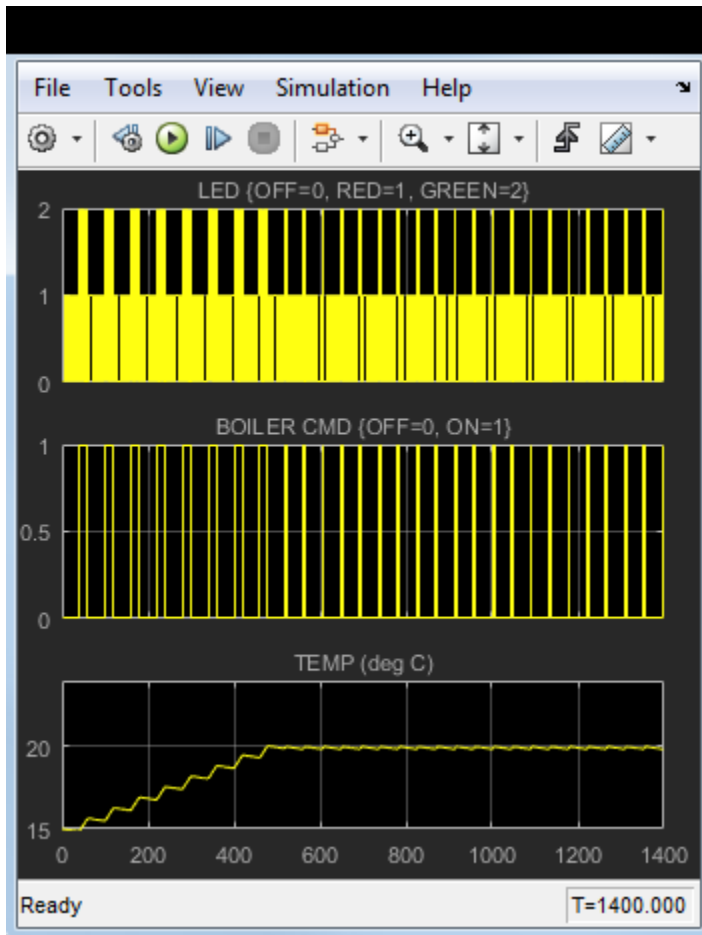 File Tools View Simulation Help
LED {OFF=0, RED=1, GREEN=2}
2
1
0
BOILER CMD {OFF=0, ON=1}
1
0.5
0
TEMP (deg C)
20
15
0 200 400 600 800 1000 1200 1400
Ready T=1400.000